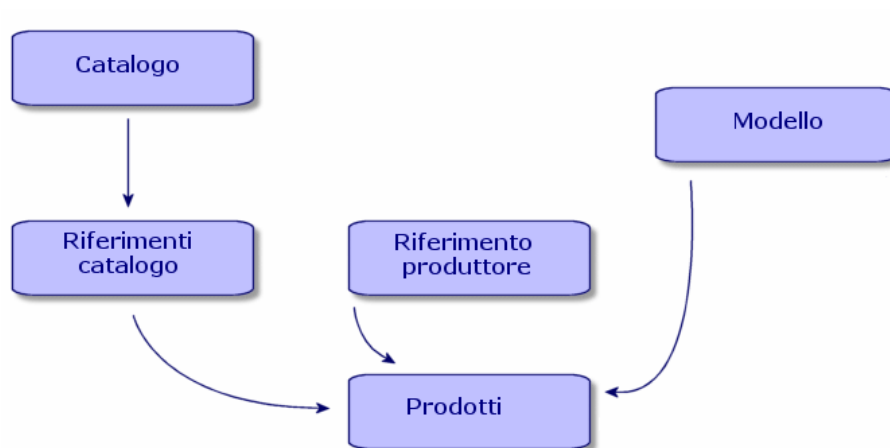 Catalogo
Modello
Riferimenti
catalogo
Riferimento
produttore
Prodotti